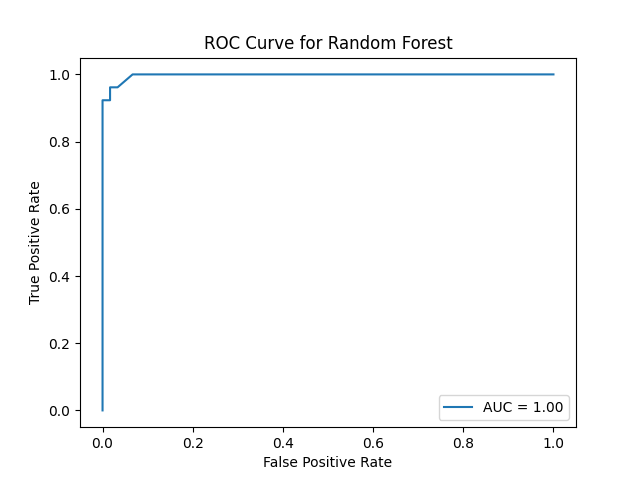 ROC Curve for Random Forest
True Positive Rate
1.0
0.8
0.6
0.4
0.2
0.0
AUC = 1.00
0.0 0.2 0.4 0.6 0.8 1.0
False Positive Rate